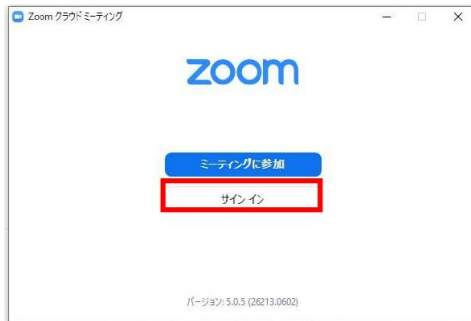 Zoom クラウド ミーティング
zoom
ミーティングに参加
サイン イン
バージョン: 5.0.5 (26213.0602)